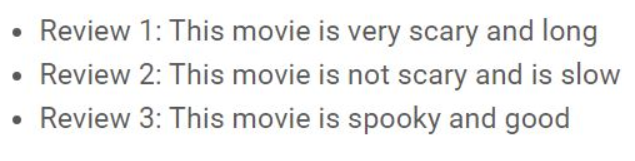 • Review 1: This movie is very scary and long
• Review 2: This movie is not scary and is slow
• Review 3: This movie is spooky and good